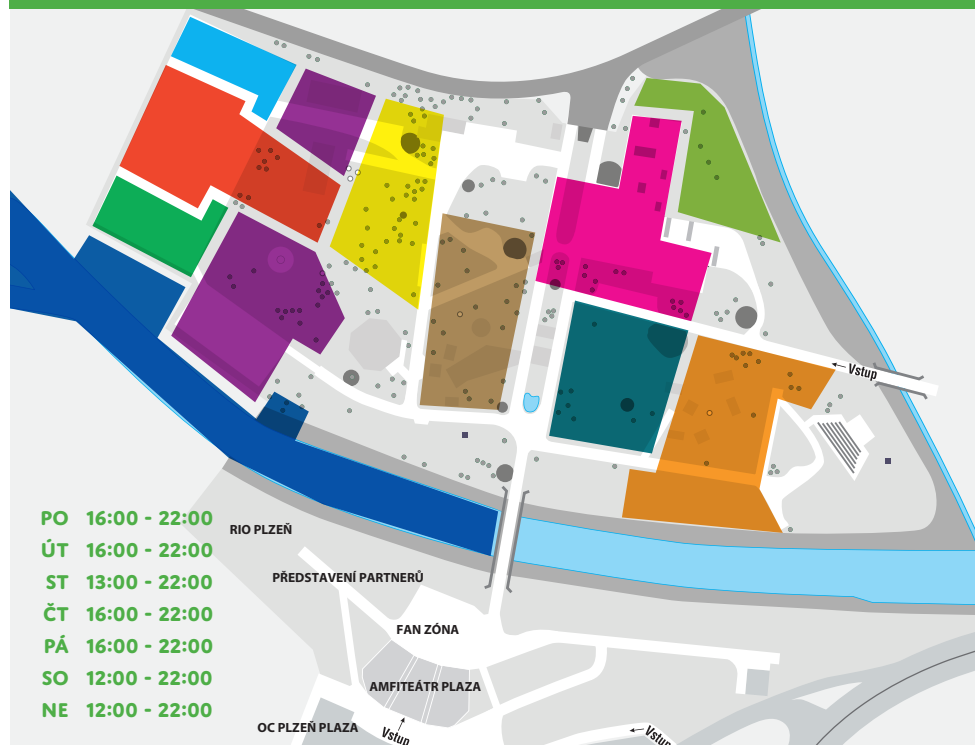 Vstup
PO 16:00 - 22:00
ÚT 16:00 - 22:00
ST 13:00 - 22:00
ČT 16:00 - 22:00
PÁ 16:00 - 22:00
SO 12:00 - 22:00
NE 12:00 - 22:00
RIO PLZEŇ
PŘEDSTAVENÍ PARTNERŮ
FAN ZÓNA
AMFITEÁTR PLAZA
OC PLZEŇ PLAZA
Vstup
Vstup